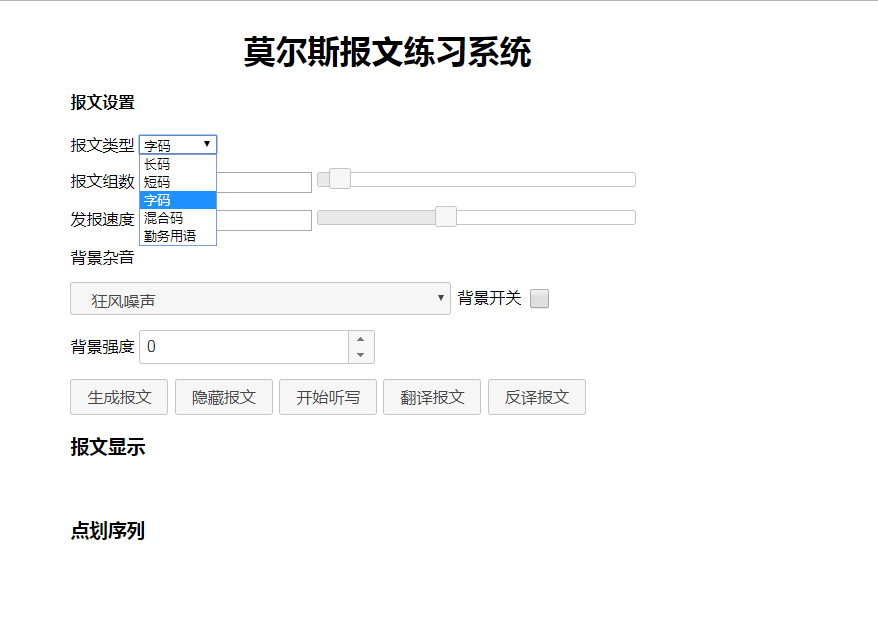 莫尔斯报文练习系统
报文设置
报文类型 字码
长码
报文组数 短码
字码
发报速度 混合码
勤务用语
背景杂音
狂风噪声 背景开关
背景强度 0
生成报文 隐藏报文 开始听写 翻译报文 反译报文
报文显示
点划序列